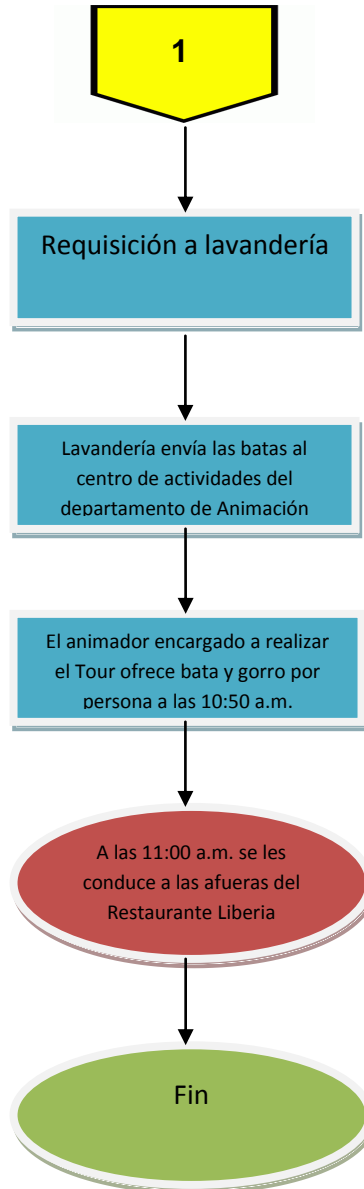 1
Requisición a lavandería
Lavandería envía las batas al
centro de actividades del
departamento de Animación
El animador encargado a realizar
el Tour ofrece bata y gorro por
persona a las 10:50 a.m.
A las 11:00 a.m. se les
conduce a las afueras del
Restaurante Liberia
Fin